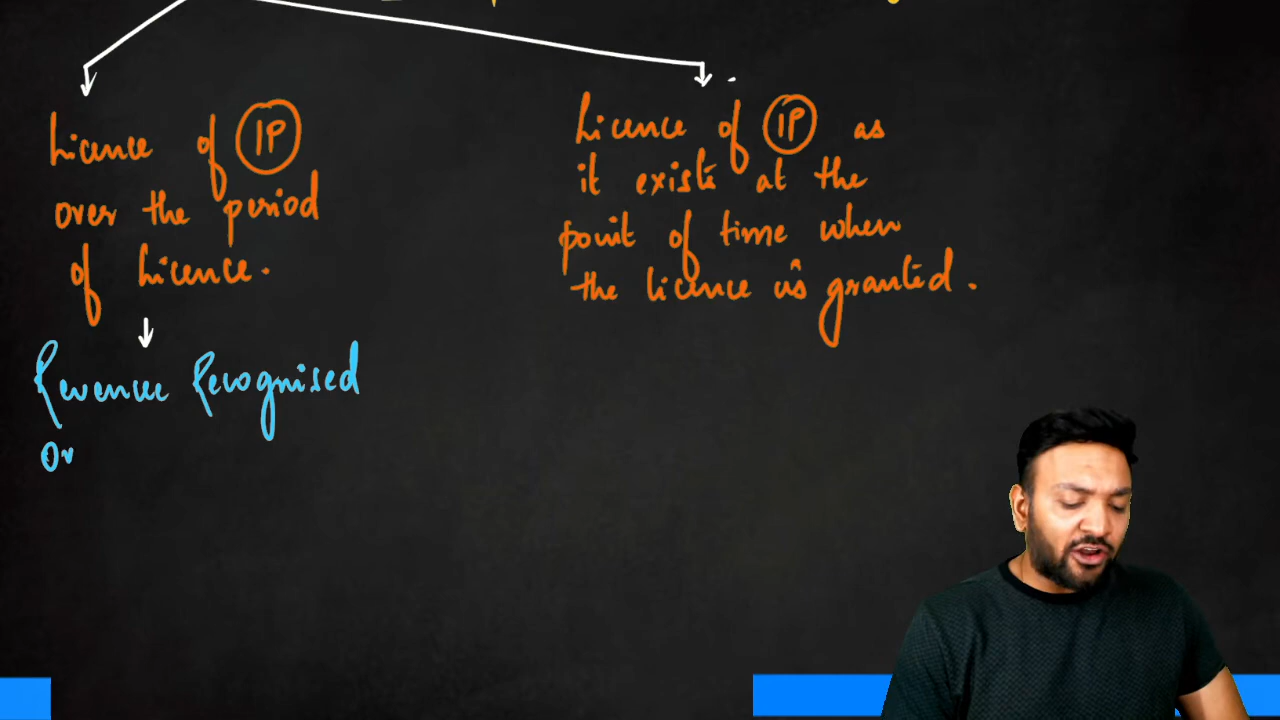 Licence of IP
over the period
of Licence.
Revenue Recognised
Ov
Licence of IP as
it exists at the
point of time when
the licence is granted.